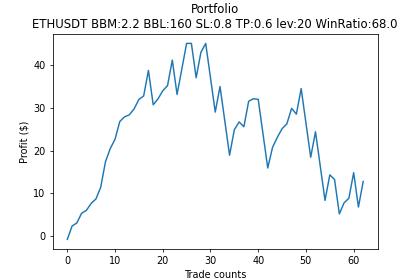 Portfolio
ETHUSDT BBM:2.2 BBL:160 SL:0.8 TP:0.6 lev:20 WinRatio:68.0
Profit ($)
40
30
20
10
0
0 10 20 30 40 50 60
Trade counts